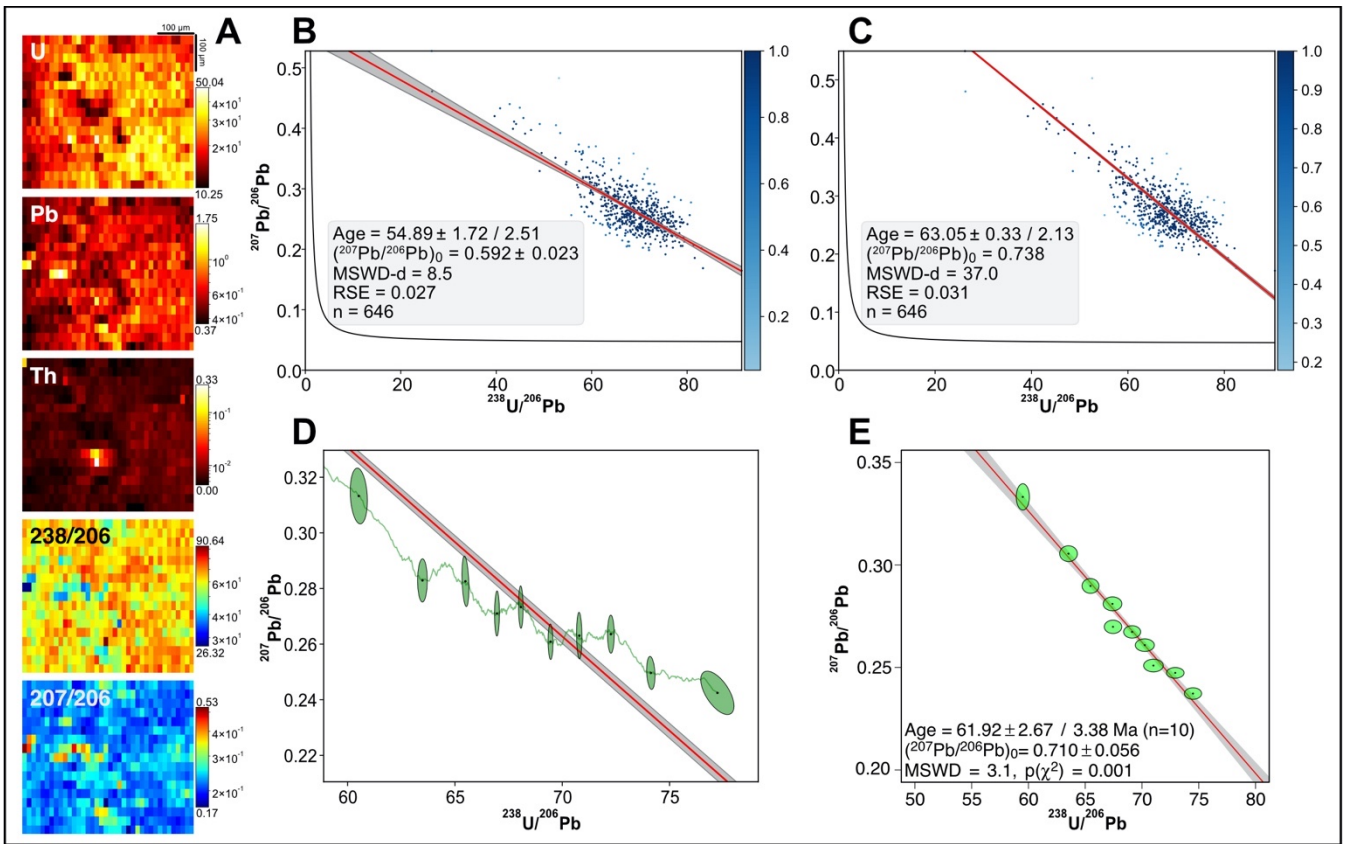 A
100 µm
100 µm
U
50.04
4×10¹
3×10¹
2×10¹
10.25
Pb
1.75
10⁰
6×10⁻¹
4×10⁻¹
0.37
Th
0.33
10⁻¹
10⁻²
0.00
238/206
90.64
6×10¹
4×10¹
3×10¹
26.32
207/206
0.53
4×10⁻¹
3×10⁻¹
2×10⁻¹
0.17
B
0.5
0.4
0.3
0.2
0.1
0.0
²⁰⁷Pb/²⁰⁶Pb
Age = 54.89 ± 1.72 / 2.51
(²⁰⁷Pb/²⁰⁶Pb)₀ = 0.592 ± 0.023
MSWD-d = 8.5
RSE = 0.027
n = 646
0 20 40 60 80
²³⁸U/²⁰⁶Pb
1.0
0.8
0.6
0.4
0.2
C
0.5
0.4
0.3
0.2
0.1
0.0
Age = 63.05 ± 0.33 / 2.13
(²⁰⁷Pb/²⁰⁶Pb)₀ = 0.738
MSWD-d = 37.0
RSE = 0.031
n = 646
0 20 40 60 80
²³⁸U/²⁰⁶Pb
1.0
0.9
0.8
0.7
0.6
0.5
0.4
0.3
0.2
D
0.32
0.30
0.28
0.26
0.24
0.22
²⁰⁷Pb/²⁰⁶Pb
60 65 70 75
²³⁸U/²⁰⁶Pb
E
0.35
0.30
0.25
0.20
²⁰⁷Pb/²⁰⁶Pb
Age = 61.92 ± 2.67 / 3.38 Ma (n=10)
(²⁰⁷Pb/²⁰⁶Pb)₀= 0.710 ± 0.056
MSWD = 3.1, p(χ²) = 0.001
50 55 60 65 70 75 80
²³⁸U/²⁰⁶Pb